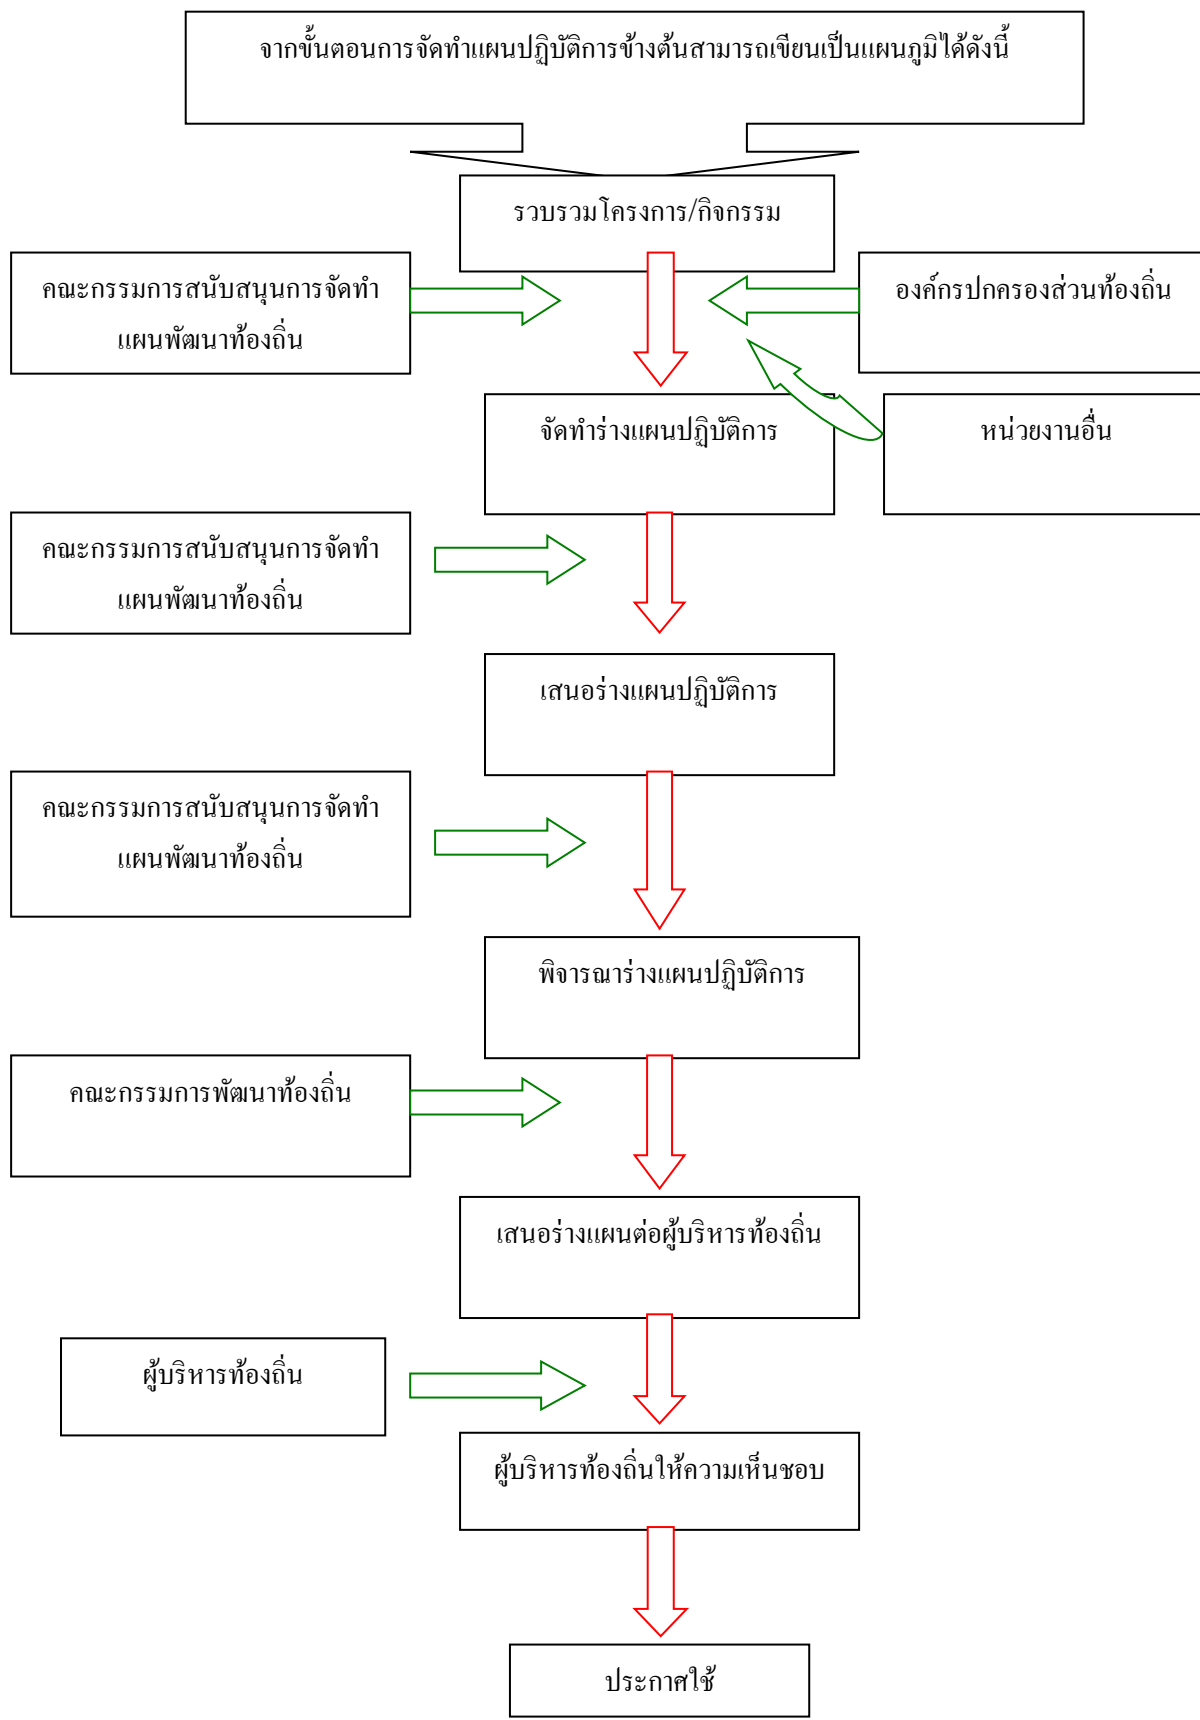 จากขั้นตอนการจัดทำแผนปฏิบัติการข้างต้นสามารถเขียนเป็นแผนภูมิได้ดังนี้
รวบรวมโครงการ/กิจกรรม
คณะกรรมการสนับสนุนการจัดทำ
แผนพัฒนาท้องถิ่น
องค์กรปกครองส่วนท้องถิ่น
จัดทำร่างแผนปฏิบัติการ
หน่วยงานอื่น
คณะกรรมการสนับสนุนการจัดทำ
แผนพัฒนาท้องถิ่น
เสนอร่างแผนปฏิบัติการ
คณะกรรมการสนับสนุนการจัดทำ
แผนพัฒนาท้องถิ่น
พิจารณาร่างแผนปฏิบัติการ
คณะกรรมการพัฒนาท้องถิ่น
เสนอร่างแผนต่อผู้บริหารท้องถิ่น
ผู้บริหารท้องถิ่น
ผู้บริหารท้องถิ่นให้ความเห็นชอบ
ประกาศใช้